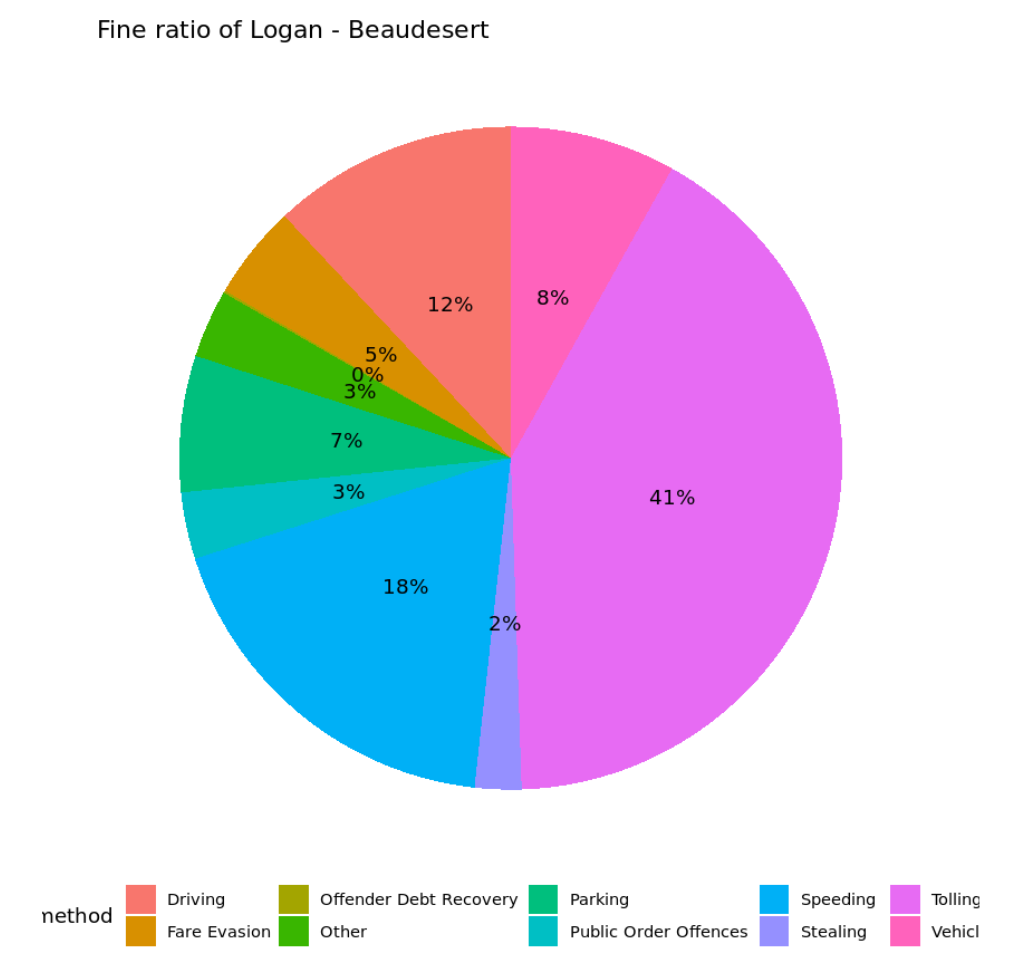 Fine ratio of Logan - Beaudesert
12%
8%
5%
0%
3%
7%
41%
3%
18%
2%
Driving Offender Debt Recovery Parking Speeding Tolling
method
Fare Evasion Other Public Order Offences Stealing Vehicl